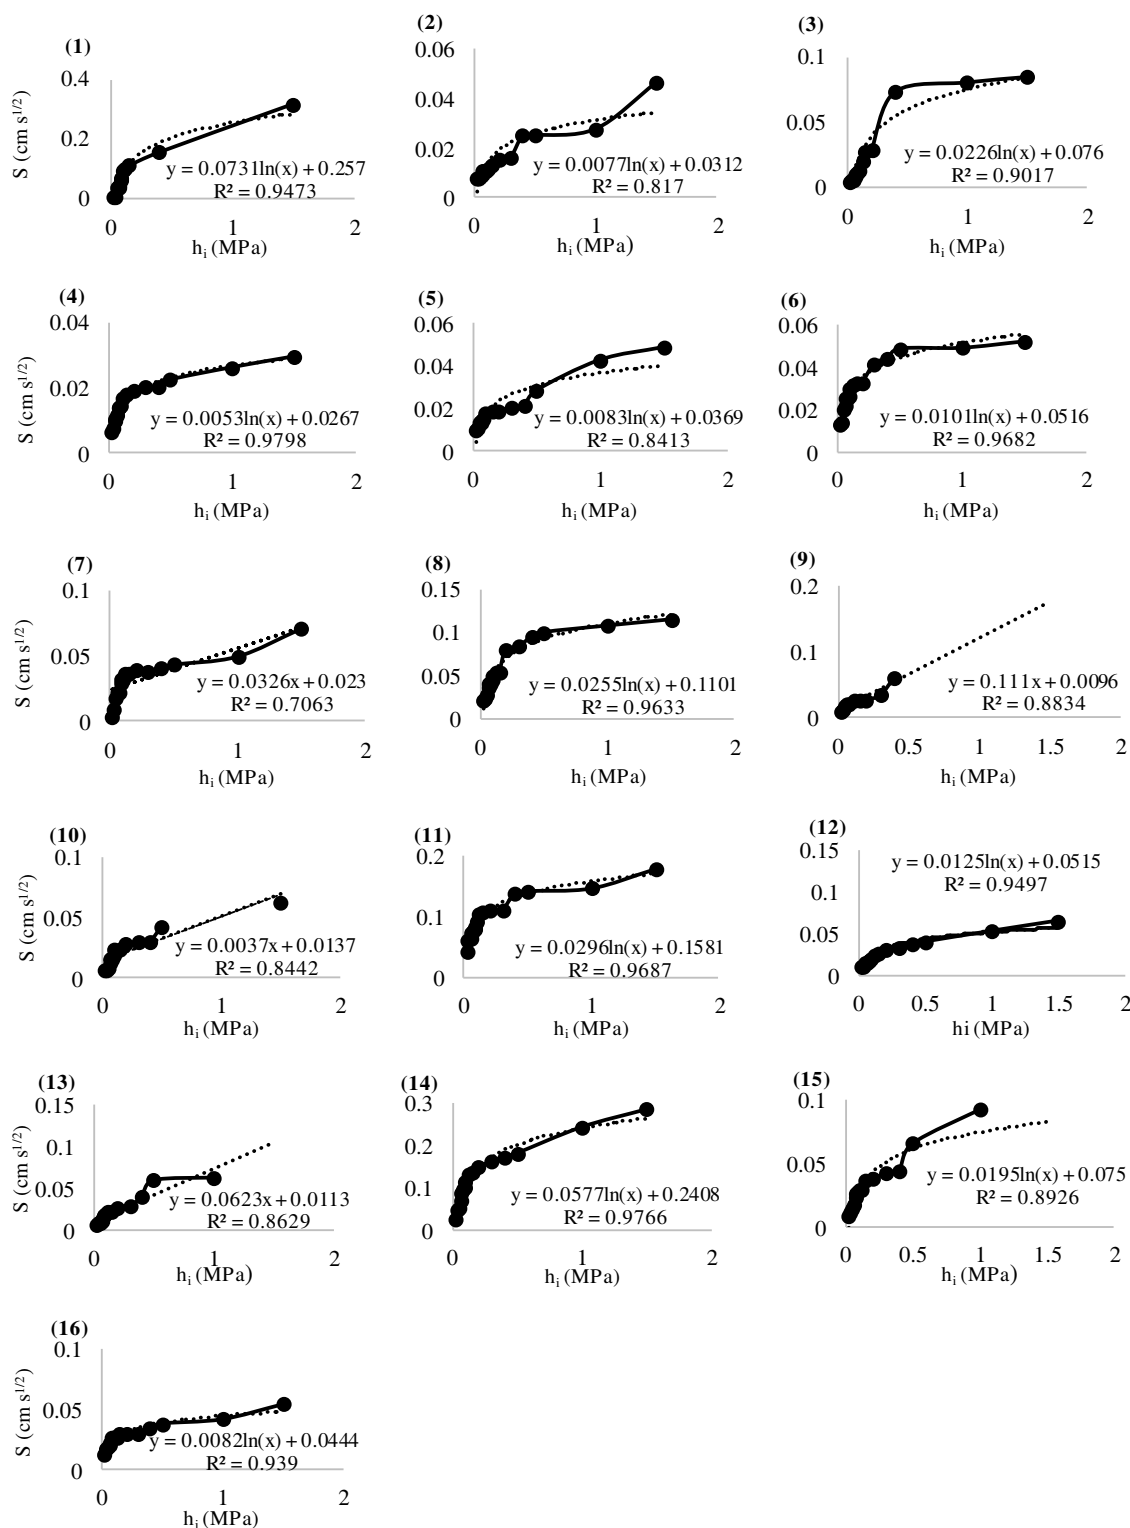 (1)
S (cm s1/2)
0.4
0.2
0
y = 0.0731ln(x) + 0.257
R² = 0.9473
0 1 2
hi (MPa)
(2)
0.06
0.04
0.02
0
y = 0.0077ln(x) + 0.0312
R² = 0.817
0 1 2
hi (MPa)
(3)
0.1
0.05
0
y = 0.0226ln(x) + 0.076
R² = 0.9017
0 1 2
hi (MPa)
(4)
S (cm s1/2)
0.04
0.02
0
y = 0.0053ln(x) + 0.0267
R² = 0.9798
0 1 2
hi (MPa)
(5)
0.06
0.04
0.02
0
y = 0.0083ln(x) + 0.0369
R² = 0.8413
0 1 2
hi (MPa)
(6)
0.06
0.04
0.02
0
y = 0.0101ln(x) + 0.0516
R² = 0.9682
0 1 2
hi (MPa)
(7)
S (cm s1/2)
0.1
0.05
0
y = 0.0326x + 0.023
R² = 0.7063
0 1 2
hi (MPa)
(8)
0.15
0.1
0.05
0
y = 0.0255ln(x) + 0.1101
R² = 0.9633
0 1 2
hi (MPa)
(9)
0.2
0.1
0
y = 0.111x + 0.0096
R² = 0.8834
0 0.5 1 1.5 2
hi (MPa)
(10)
S (cm s1/2)
0.1
0.05
0
y = 0.0037x + 0.0137
R² = 0.8442
0 1 2
hi (MPa)
(11)
0.2
0.1
0
y = 0.0296ln(x) + 0.1581
R² = 0.9687
0 1 2
hi (MPa)
(12)
0.15
0.1
0.05
0
y = 0.0125ln(x) + 0.0515
R² = 0.9497
0 0.5 1 1.5 2
hi (MPa)
(13)
S (cm s1/2)
0.15
0.1
0.05
0
y = 0.0623x + 0.0113
R² = 0.8629
0 1 2
hi (MPa)
(14)
0.3
0.2
0.1
0
y = 0.0577ln(x) + 0.2408
R² = 0.9766
0 1 2
hi (MPa)
(15)
0.1
0.05
0
y = 0.0195ln(x) + 0.075
R² = 0.8926
0 0.5 1 1.5 2
hi (MPa)
(16)
S (cm s1/2)
0.1
0.05
0
y = 0.0082ln(x) + 0.0444
R² = 0.939
0 1 2
hi (MPa)